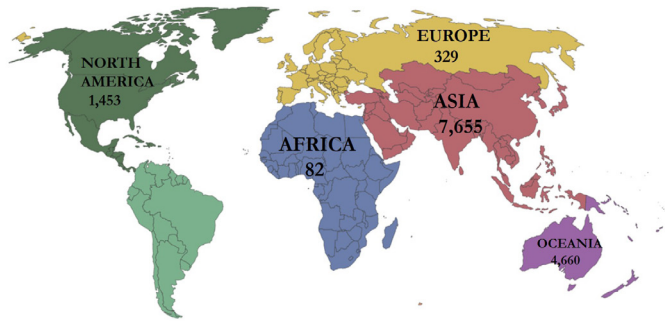 NORTH
AMERICA
1,453
EUROPE
329
ASIA
7,655
AFRICA
82
OCEANIA
4,660